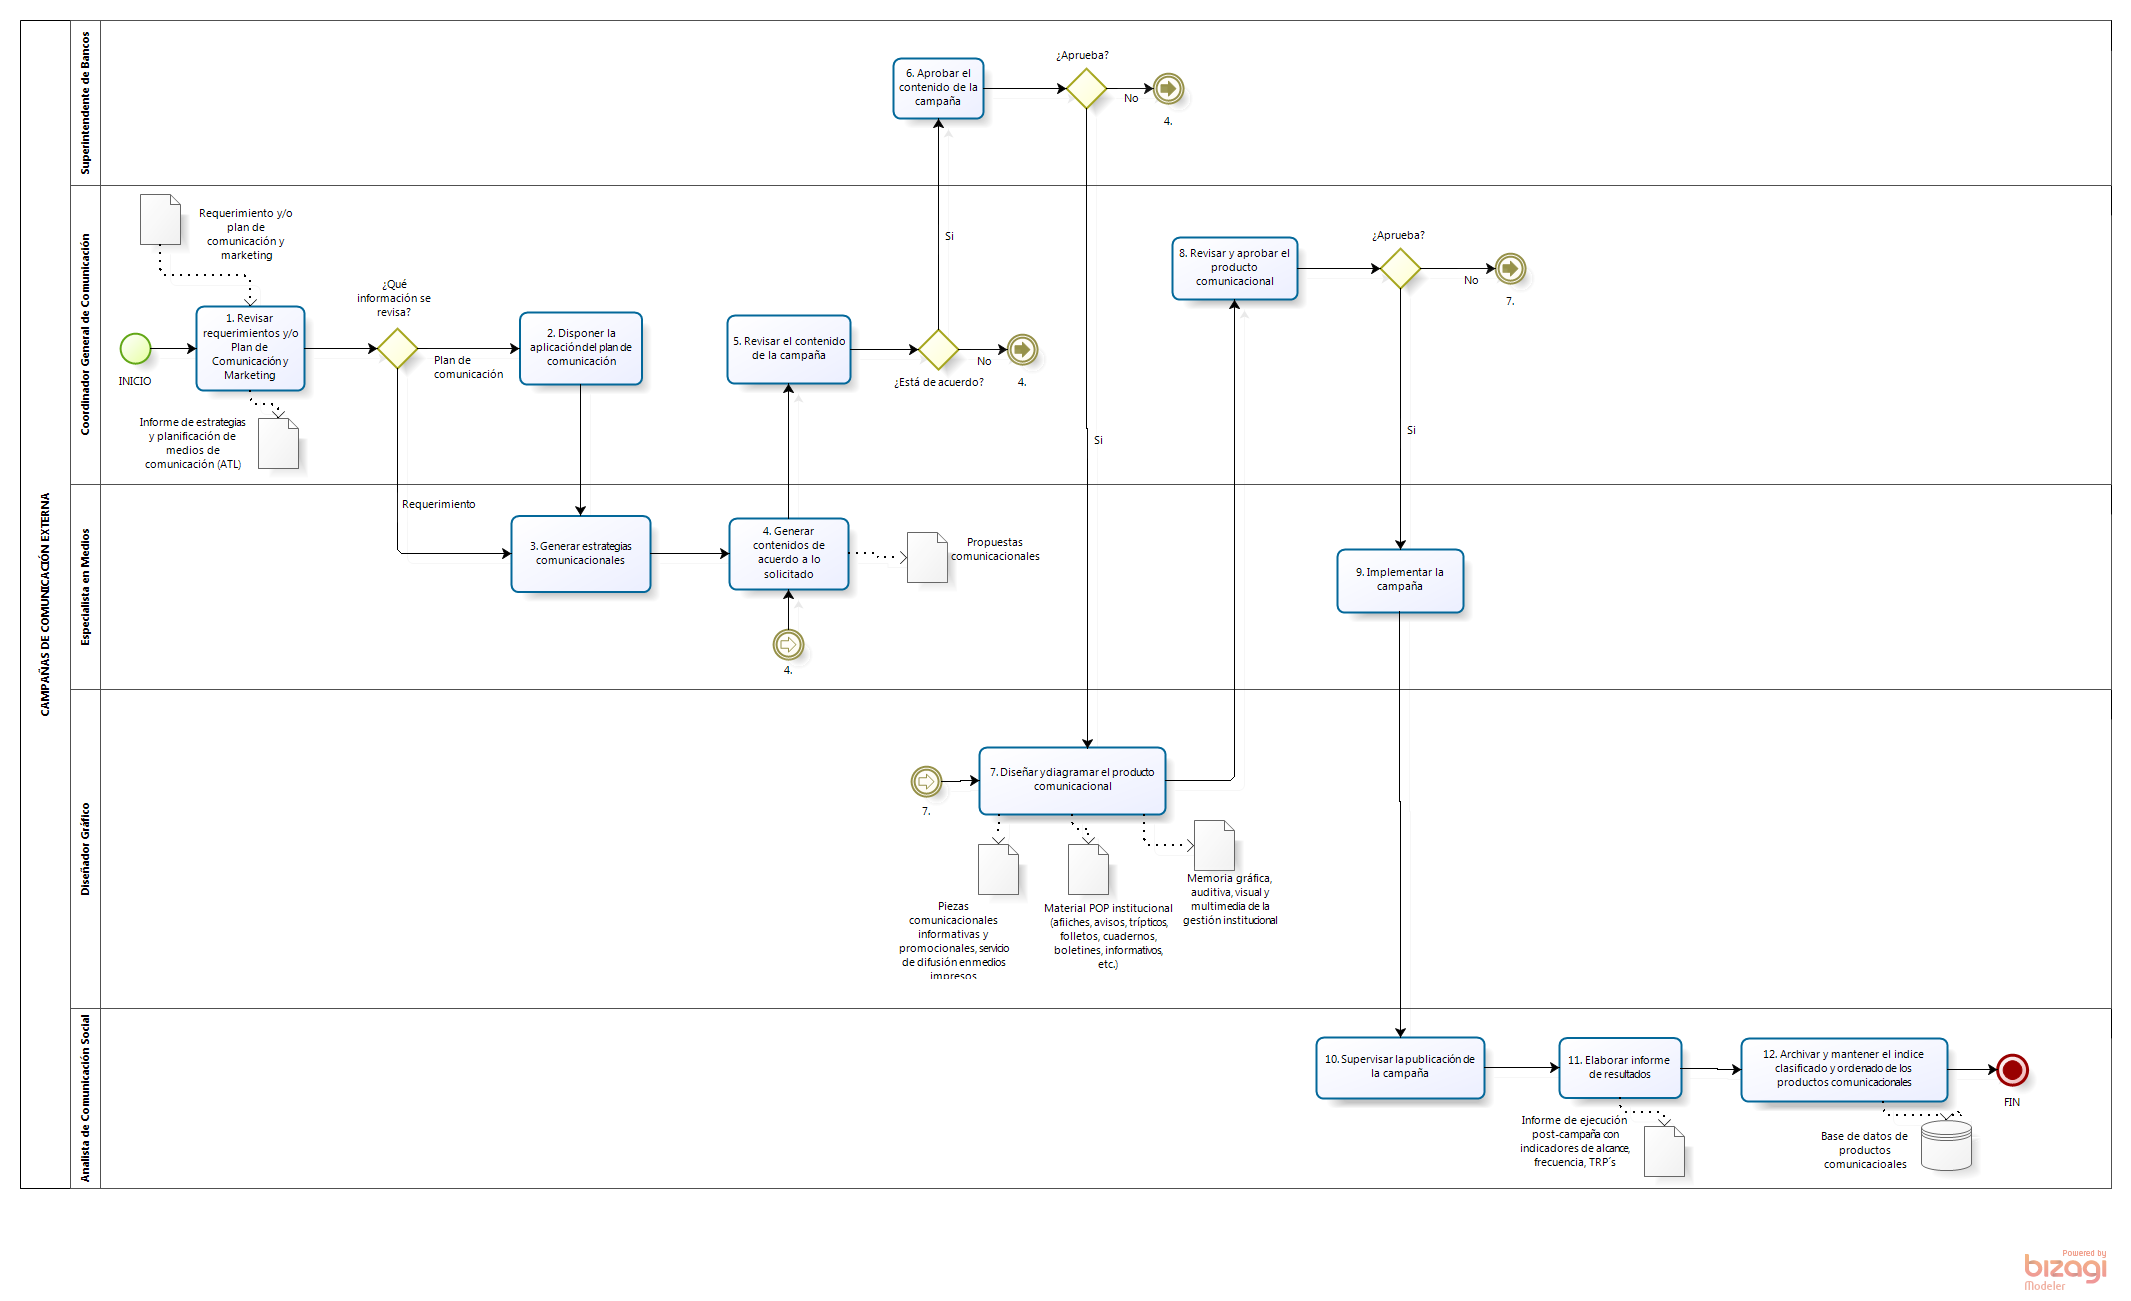 CAMPAÑAS DE COMUNICACIÓN EXTERNA
Superintendente de Bancos
6. Aprobar el
contenido de la
campaña
¿Aprueba?
No
4.
Si
Coordinador General de Comunicación
Requerimiento y/o
plan de
comunicación y
marketing
INICIO
1. Revisar
requerimientos y/o
Plan de
Comunicación y
Marketing
Informe de estrategias
y planificación de
medios de
comunicación (ATL)
¿Qué
información se
revisa?
Plan de
comunicación
2. Disponer la
aplicación del plan de
comunicación
5. Revisar el contenido
de la campaña
¿Está de acuerdo?
No
4.
Si
8. Revisar y aprobar el
producto
comunicacional
¿Aprueba?
No
7.
Si
Especialista en Medios
Requerimiento
3. Generar estrategias
comunicacionales
4. Generar
contenidos de
acuerdo a lo
solicitado
4.
Propuestas
comunicacionales
9. Implementar la
campaña
Diseñador Gráfico
7.
7. Diseñar y diagramar el producto
comunicacional
Piezas
comunicacionales
informativas y
promocionales, servicio
de difusión en medios
impresos
Material POP institucional
(afiiches, avisos, trípticos,
folletos, cuadernos,
boletines, informativos,
etc.)
Memoria gráfica,
auditiva, visual y
multimedia de la
gestión institucional
Analista de Comunicación Social
10. Supervisar la publicación de
la campaña
11. Elaborar informe
de resultados
Informe de ejecución
post-campaña con
indicadores de alcance,
frecuencia, TRP´s
12. Archivar y mantener el indice
clasificado y ordenado de los
productos comunicacionales
Base de datos de
productos
comunicacioales
FIN
Powered by
bizagi
Modeler